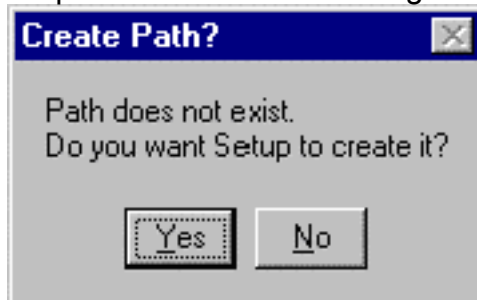 Create Path?
Path does not exist.
Do you want Setup to create it?
Yes
No